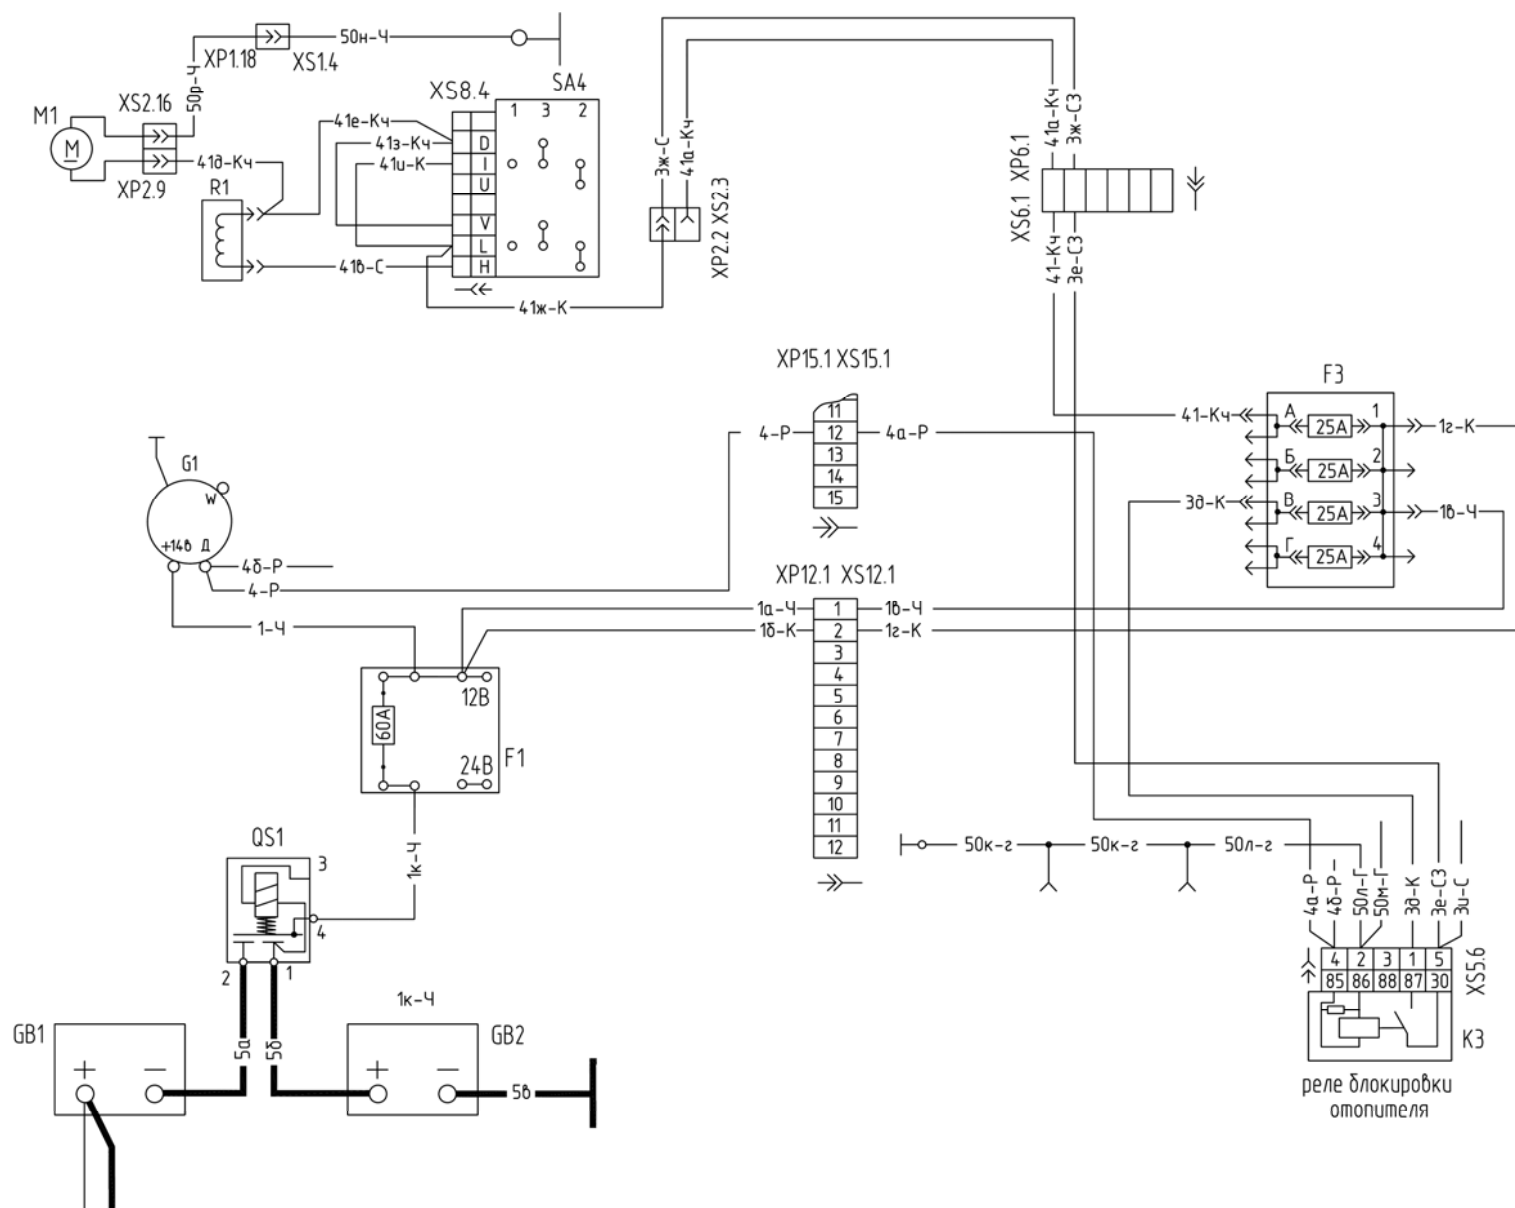 XP1.18
XS1.4
50н-Ч
50р-Ч
M1
M
XS2.16
XP2.9
41д-Кч
R1
41е-Кч
41з-Кч
41и-К
41в-С
41ж-К
XS8.4
SA4
1 3 2
D
I
U
V
L
H
3ж-С
41а-Кч
XP2.2 XS2.3
41а-Кч
3ж-СЗ
XS6.1 XP6.1
41-Кч
3е-СЗ
XP15.1 XS15.1
11
12
13
14
15
4-Р
4а-Р
F3
41-Кч
А 25А 1
Б 25А 2
В 25А 3
Г 25А 4
1г-К
3д-К
1в-Ч
G1
W
+14в Д
4б-Р
4-Р
1-Ч
XP12.1 XS12.1
1а-Ч
1б-К
1
2
3
4
5
6
7
8
9
10
11
12
1в-Ч
1г-К
60А
12В
24В
F1
1к-Ч
QS1
3
4
2
1
50к-г
50к-г
50л-г
4а-Р
4б-Р
50л-Г
50м-Г
3д-К
3е-СЗ
3и-С
4 2 3 1 5
85 86 88 87 30
XS5.6
К3
реле блокировки
отопителя
1к-Ч
GB1
+ −
5а
5б
GB2
+ −
5в